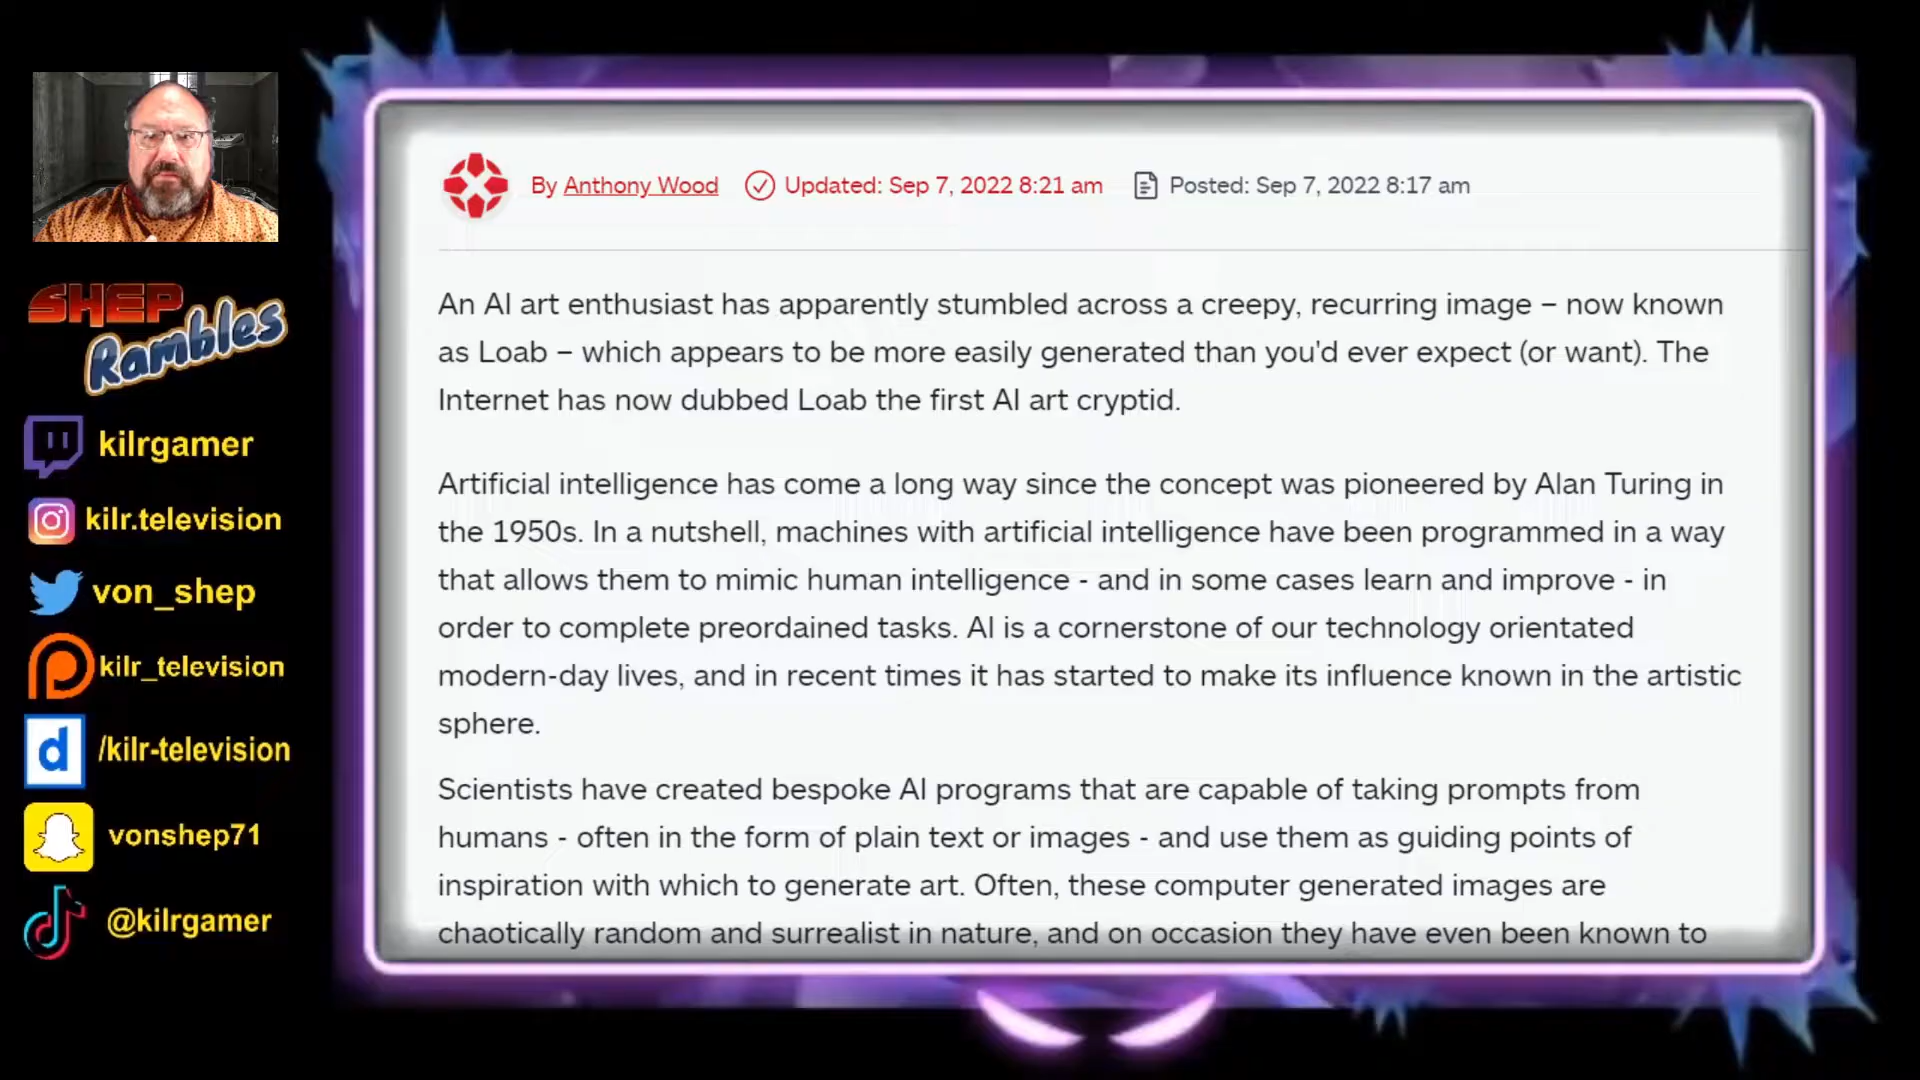 SHEP
Rambles
kilrgamer
kilr.television
von_shep
kilr_television
d /kilr-television
vonshep71
@kilrgamer
By Anthony Wood Updated: Sep 7, 2022 8:21 am Posted: Sep 7, 2022 8:17 am
An AI art enthusiast has apparently stumbled across a creepy, recurring image – now known
as Loab – which appears to be more easily generated than you'd ever expect (or want). The
Internet has now dubbed Loab the first AI art cryptid.
Artificial intelligence has come a long way since the concept was pioneered by Alan Turing in
the 1950s. In a nutshell, machines with artificial intelligence have been programmed in a way
that allows them to mimic human intelligence - and in some cases learn and improve - in
order to complete preordained tasks. AI is a cornerstone of our technology orientated
modern-day lives, and in recent times it has started to make its influence known in the artistic
sphere.
Scientists have created bespoke AI programs that are capable of taking prompts from
humans - often in the form of plain text or images - and use them as guiding points of
inspiration with which to generate art. Often, these computer generated images are
chaotically random and surrealist in nature, and on occasion they have even been known to